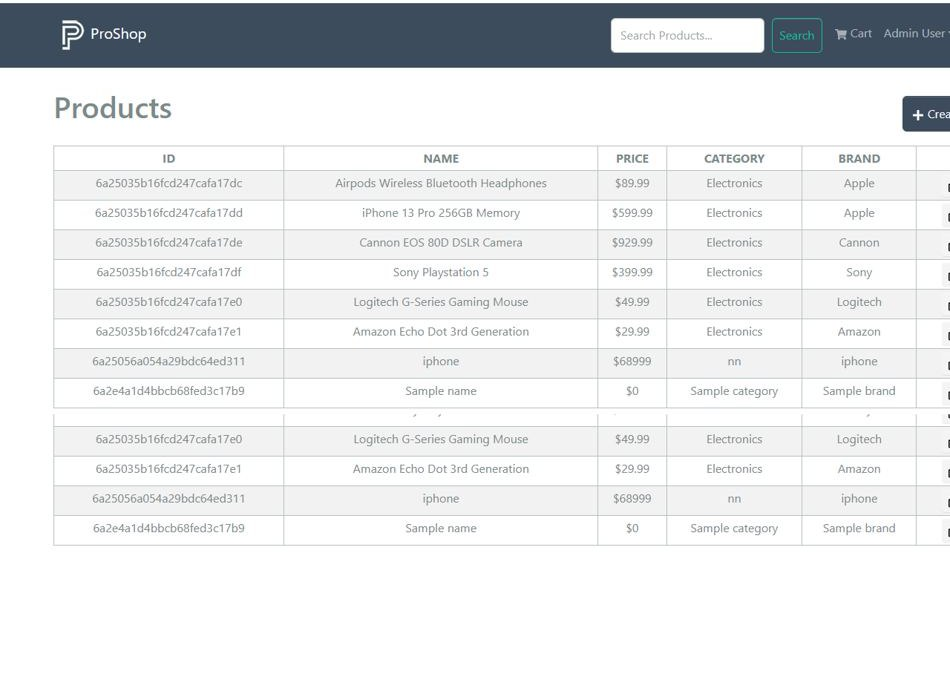 ProShop Search Products... Search Cart Admin User
Products
Crea
ID NAME PRICE CATEGORY BRAND
6a25035b16fcd247cafa17dc Airpods Wireless Bluetooth Headphones $89.99 Electronics Apple
6a25035b16fcd247cafa17dd iPhone 13 Pro 256GB Memory $599.99 Electronics Apple
6a25035b16fcd247cafa17de Cannon EOS 80D DSLR Camera $929.99 Electronics Cannon
6a25035b16fcd247cafa17df Sony Playstation 5 $399.99 Electronics Sony
6a25035b16fcd247cafa17e0 Logitech G-Series Gaming Mouse $49.99 Electronics Logitech
6a25035b16fcd247cafa17e1 Amazon Echo Dot 3rd Generation $29.99 Electronics Amazon
6a25056a054a29bdc64ed311 iphone $68999 nn iphone
6a2e4a1d4bbcb68fed3c17b9 Sample name $0 Sample category Sample brand
6a25035b16fcd247cafa17e0 Logitech G-Series Gaming Mouse $49.99 Electronics Logitech
6a25035b16fcd247cafa17e1 Amazon Echo Dot 3rd Generation $29.99 Electronics Amazon
6a25056a054a29bdc64ed311 iphone $68999 nn iphone
6a2e4a1d4bbcb68fed3c17b9 Sample name $0 Sample category Sample brand